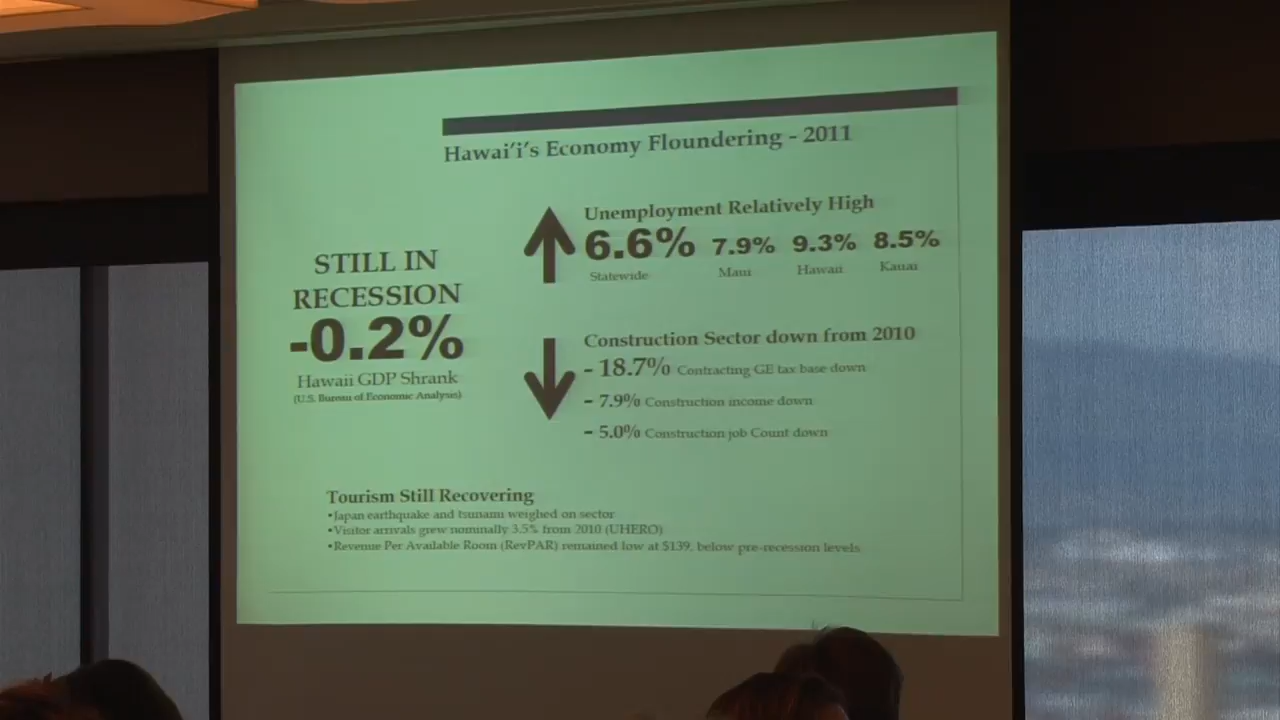 Hawai'i's Economy Floundering - 2011
STILL IN
RECESSION
-0.2%
Hawaii GDP Shrank
(U.S. Bureau of Economic Analysis)
Unemployment Relatively High
6.6% 7.9% 9.3% 8.5%
Statewide Maui Hawaii Kauai
Construction Sector down from 2010
- 18.7% Contracting GE tax base down
- 7.9% Construction income down
- 5.0% Construction job Count down
Tourism Still Recovering
•Japan earthquake and tsunami weighed on sector
•Visitor arrivals grew nominally 3.5% from 2010 (UHERO)
•Revenue Per Available Room (RevPAR) remained low at $139, below pre-recession levels